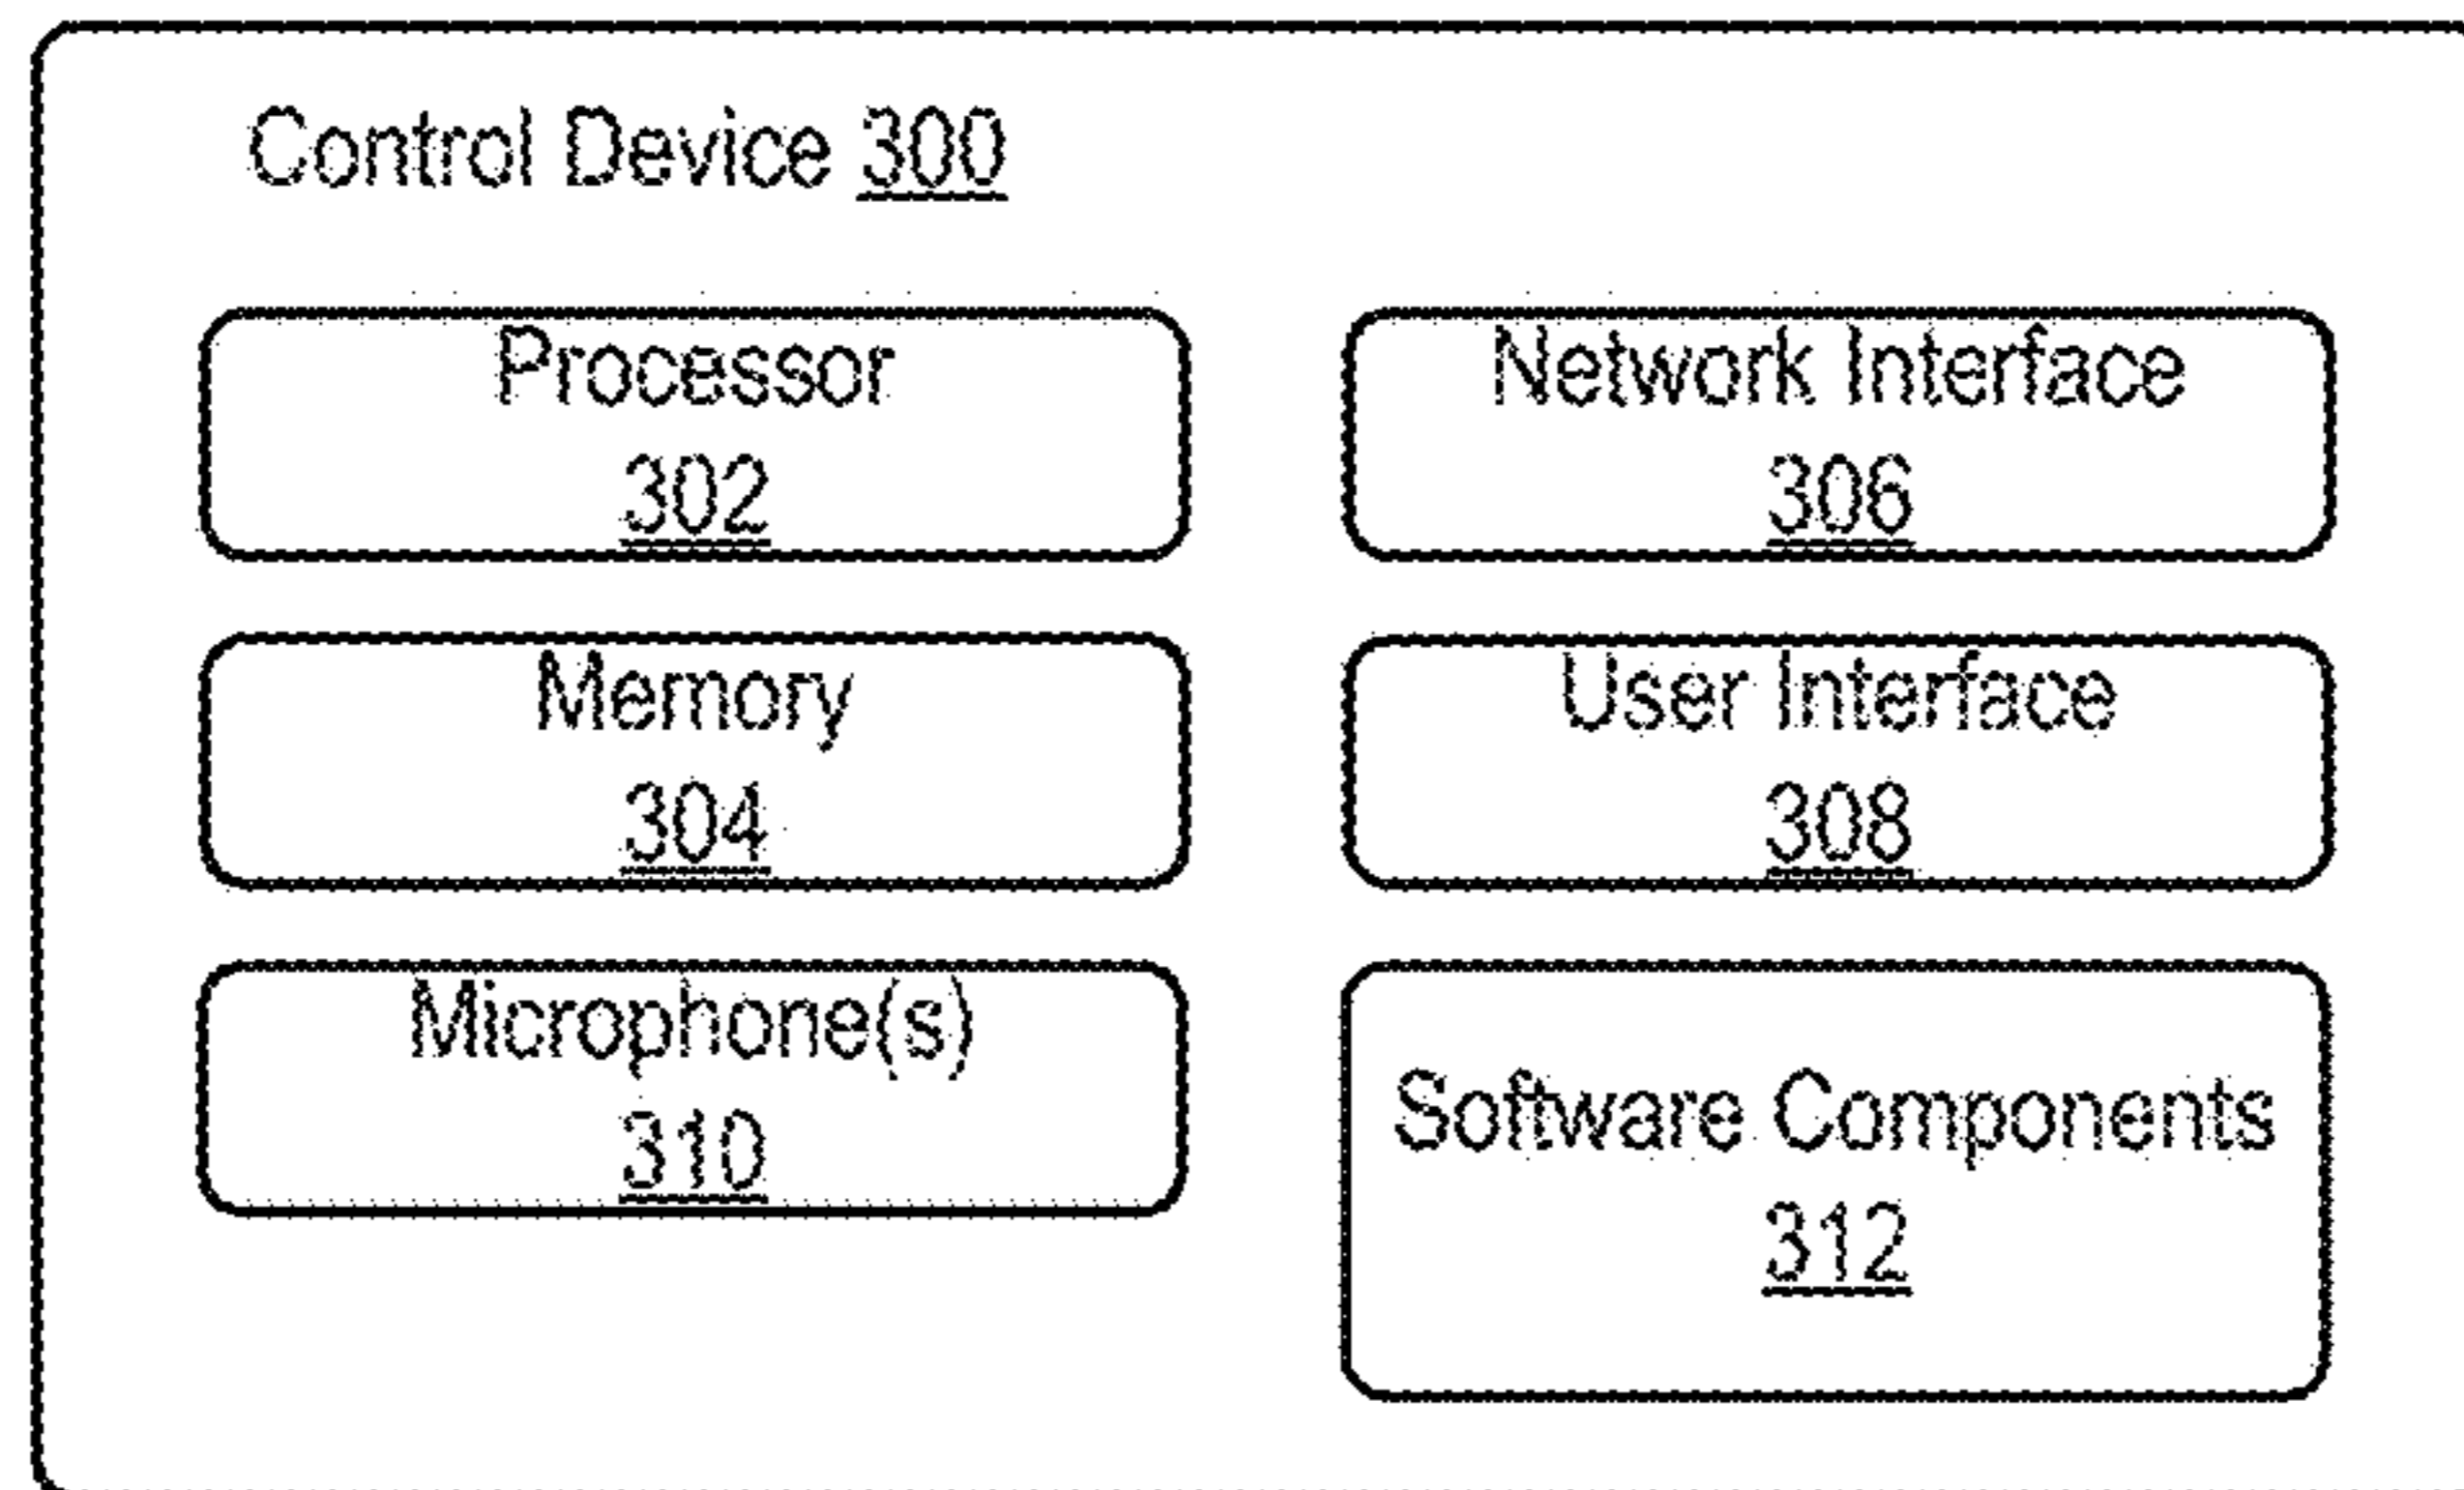 Control Device 300
Processor
302
Network Interface
306
Memory
304
User Interface
308
Microphone(s)
310
Software Components
312